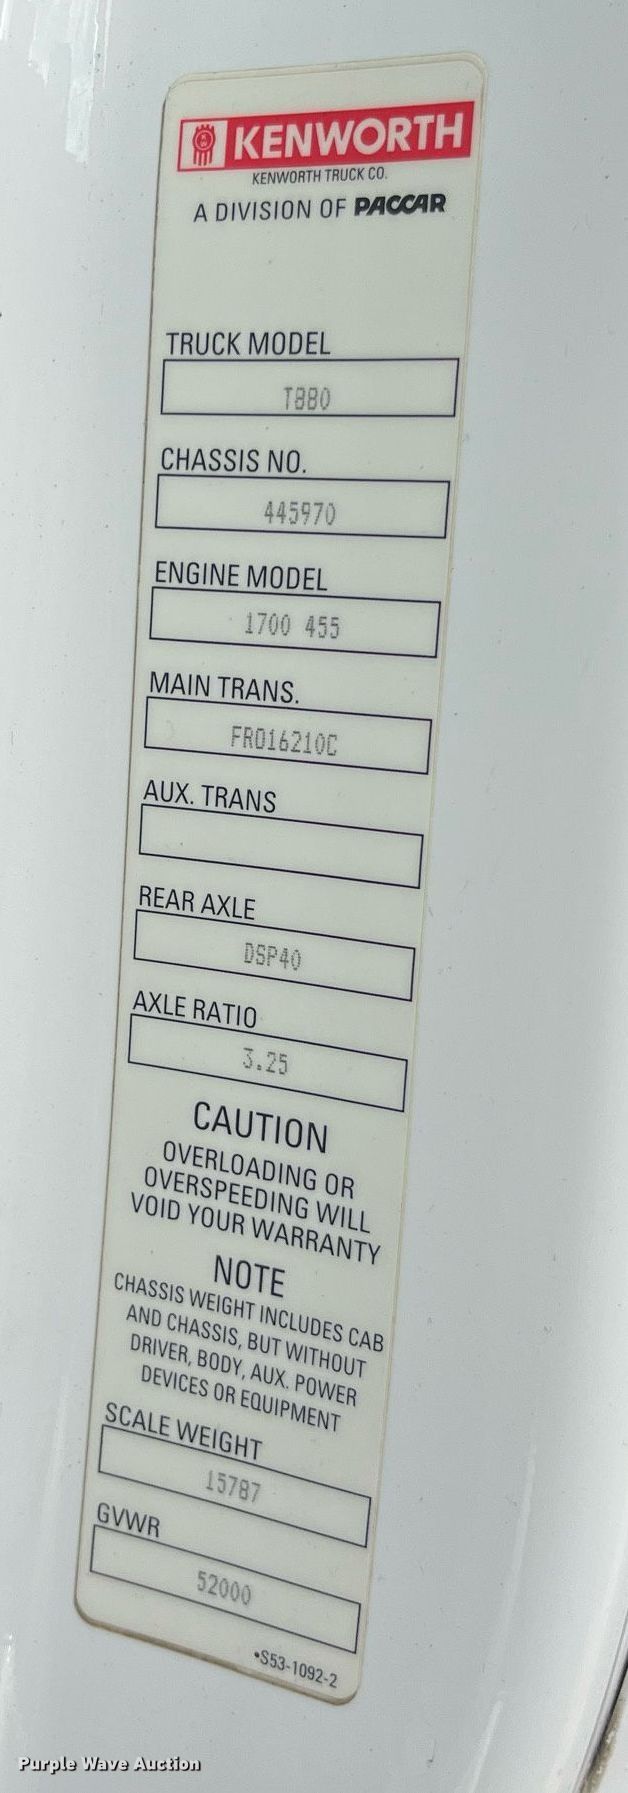 KENWORTH
KENWORTH TRUCK CO.
A DIVISION OF PACCAR
TRUCK MODEL
T880
CHASSIS NO.
445970
ENGINE MODEL
1700 455
MAIN TRANS.
FRO16210C
AUX. TRANS
REAR AXLE
DSP40
AXLE RATIO
3.25
CAUTION
OVERLOADING OR
OVERSPEEDING WILL
VOID YOUR WARRANTY
NOTE
CHASSIS WEIGHT INCLUDES CAB
AND CHASSIS, BUT WITHOUT
DRIVER, BODY, AUX. POWER
DEVICES OR EQUIPMENT
SCALE WEIGHT
15787
GVWR
52000
•S53-1092-2
Purple Wave Auction